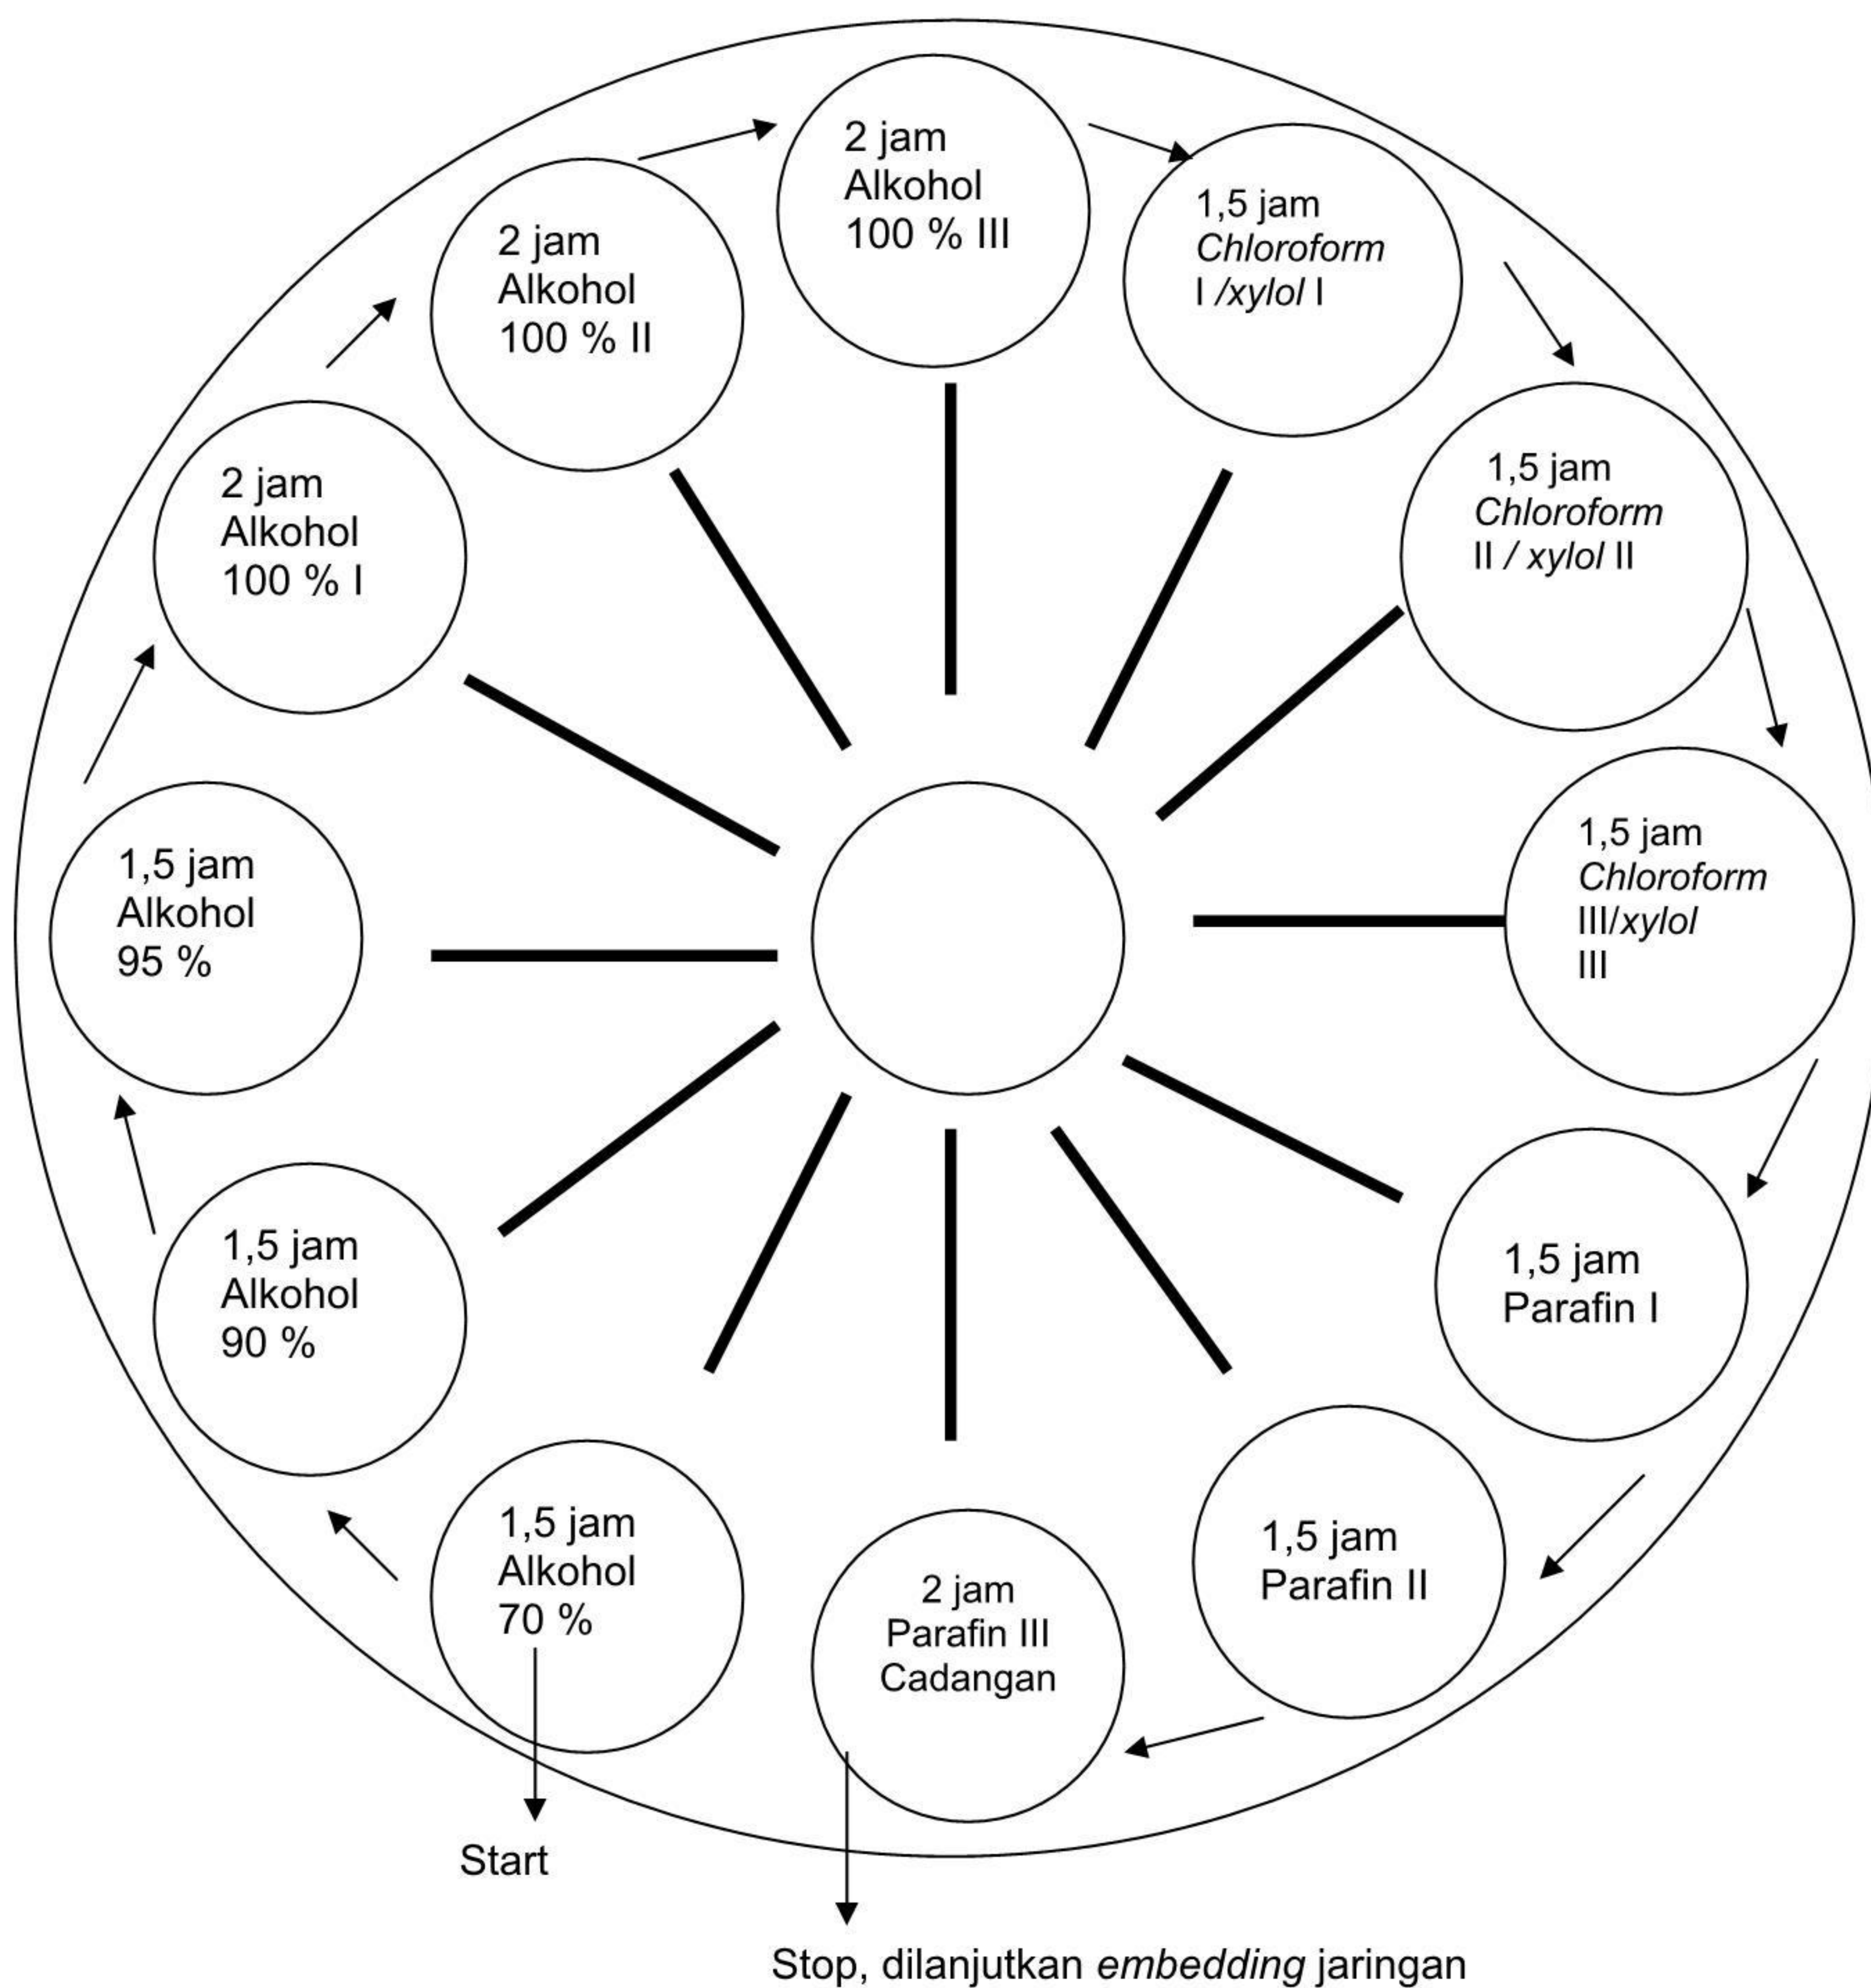 2 jam
Alkohol
100 % III
1,5 jam
Chloroform
I /xylol I
1,5 jam
Chloroform
II / xylol II
1,5 jam
Chloroform
III/xylol
III
1,5 jam
Parafin I
1,5 jam
Parafin II
2 jam
Parafin III
Cadangan
1,5 jam
Alkohol
70 %
1,5 jam
Alkohol
90 %
1,5 jam
Alkohol
95 %
2 jam
Alkohol
100 % I
2 jam
Alkohol
100 % II
Start
Stop, dilanjutkan embedding jaringan